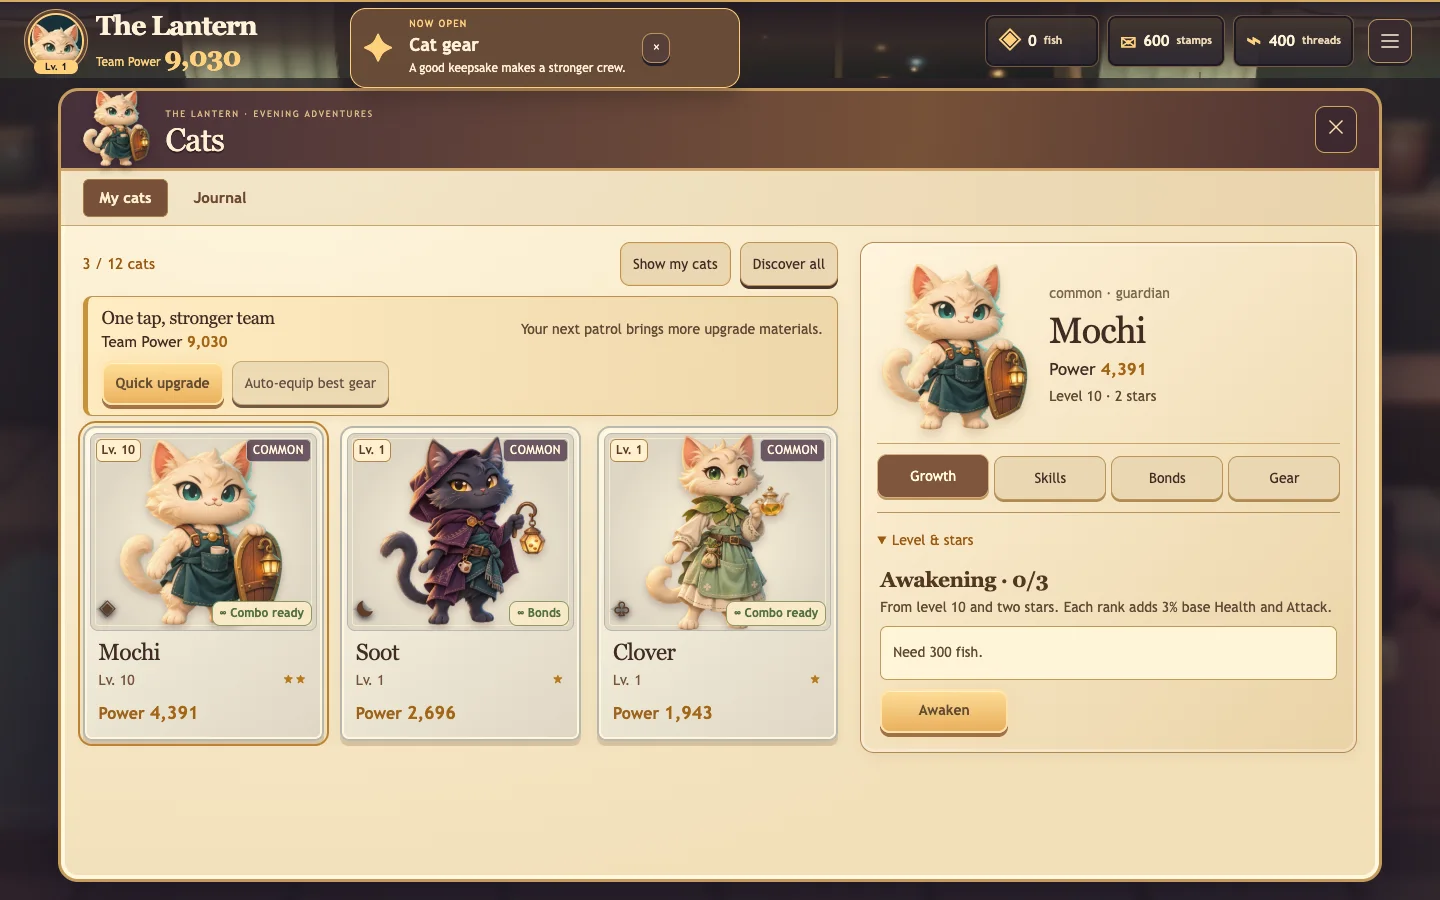 The Lantern
Team Power 9,030
Lv. 1
NOW OPEN
Cat gear
A good keepsake makes a stronger crew.
×
0 fish
600 stamps
400 threads
THE LANTERN · EVENING ADVENTURES
Cats
My cats
Journal
3 / 12 cats
Show my cats
Discover all
One tap, stronger team
Team Power 9,030
Your next patrol brings more upgrade materials.
Quick upgrade
Auto-equip best gear
Lv. 10
COMMON
∞ Combo ready
Mochi
Lv. 10
★★
Power 4,391
Lv. 1
COMMON
∞ Bonds
Soot
Lv. 1
★
Power 2,696
Lv. 1
COMMON
∞ Combo ready
Clover
Lv. 1
★
Power 1,943
common · guardian
Mochi
Power 4,391
Level 10 · 2 stars
Growth
Skills
Bonds
Gear
▼ Level & stars
Awakening · 0/3
From level 10 and two stars. Each rank adds 3% base Health and Attack.
Need 300 fish.
Awaken